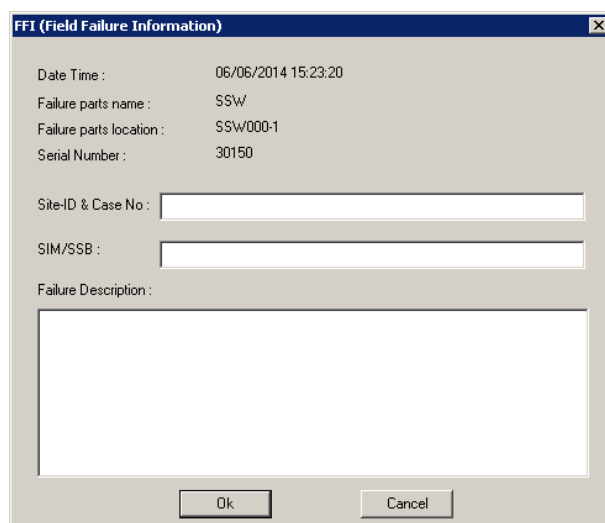 FFI (Field Failure Information)
Date Time : 06/06/2014 15:23:20
Failure parts name : SSW
Failure parts location : SSW000-1
Serial Number : 30150
Site-ID & Case No :
SIM/SSB :
Failure Description :
Ok Cancel